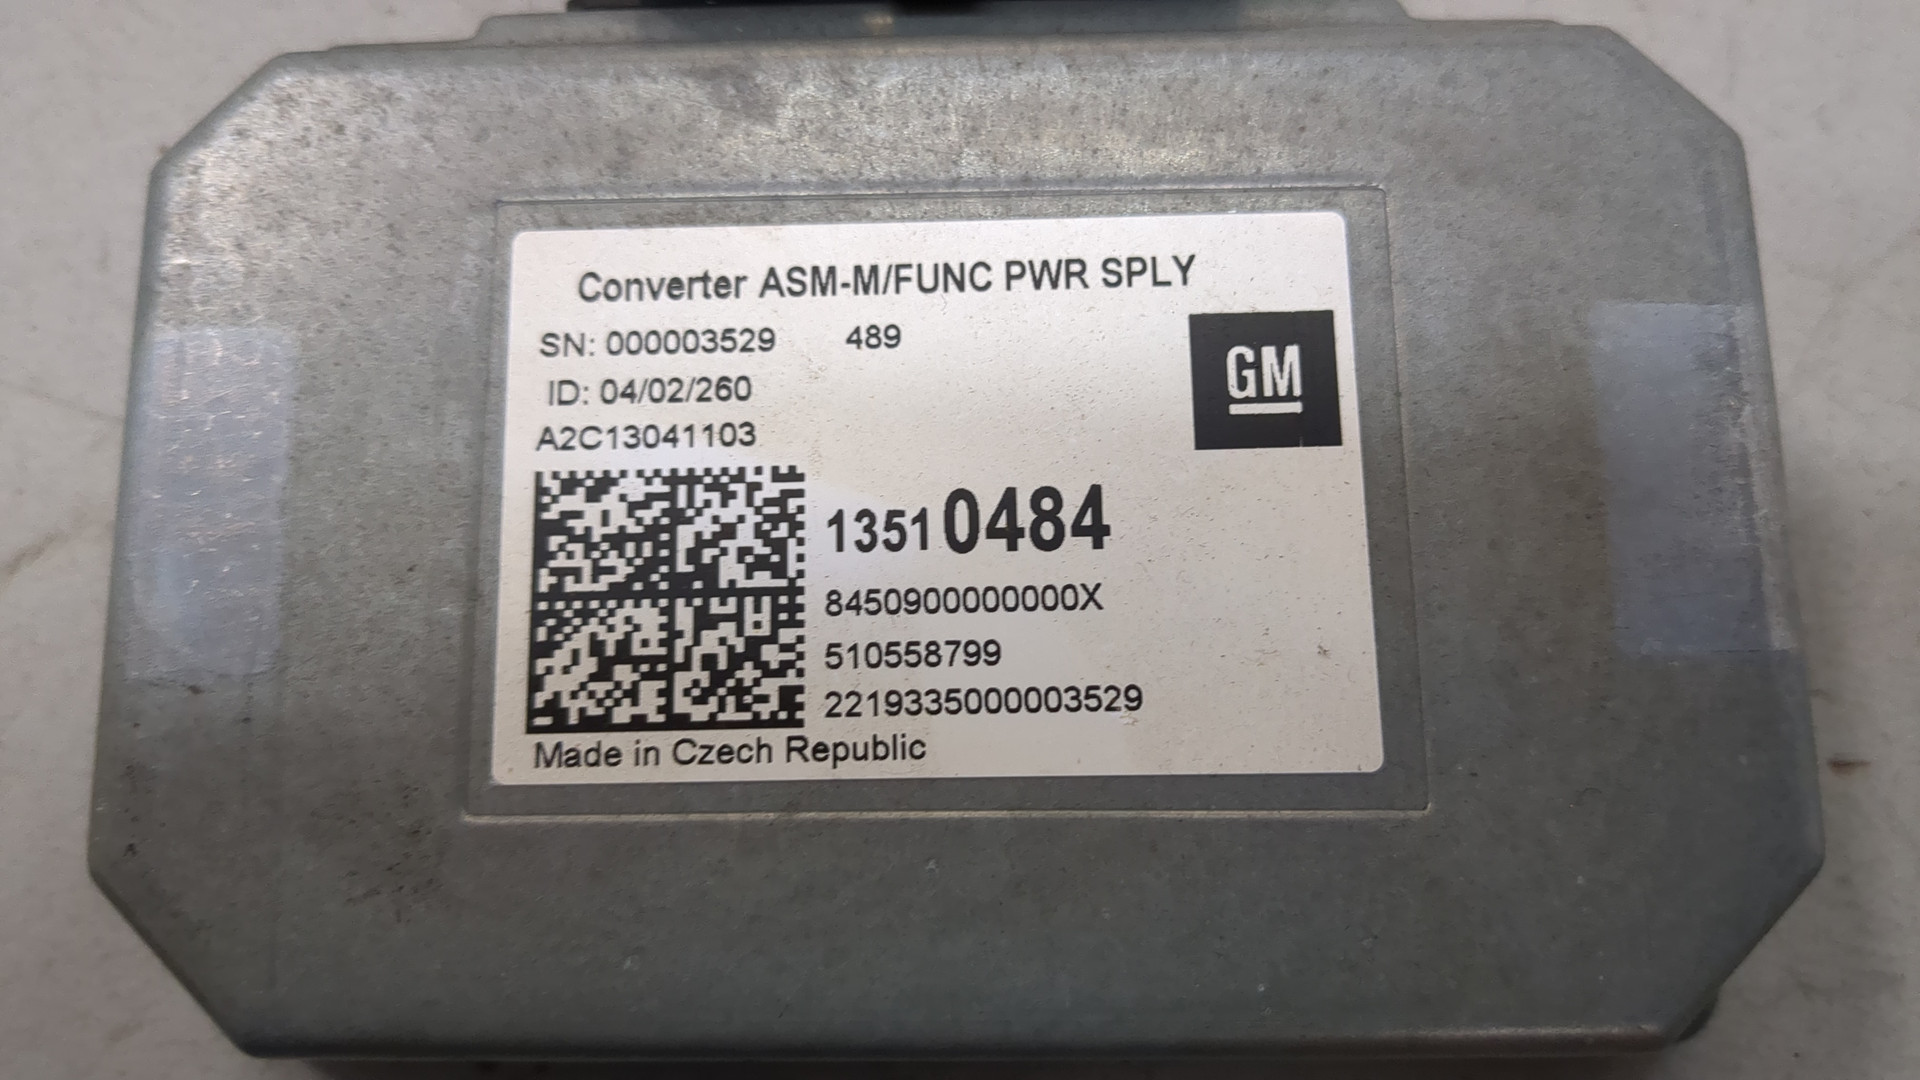 Converter ASM-M/FUNC PWR SPLY
SN: 000003529 489
ID: 04/02/260
A2C13041103
GM
13510484
8450900000000X
510558799
2219335000003529
Made in Czech Republic